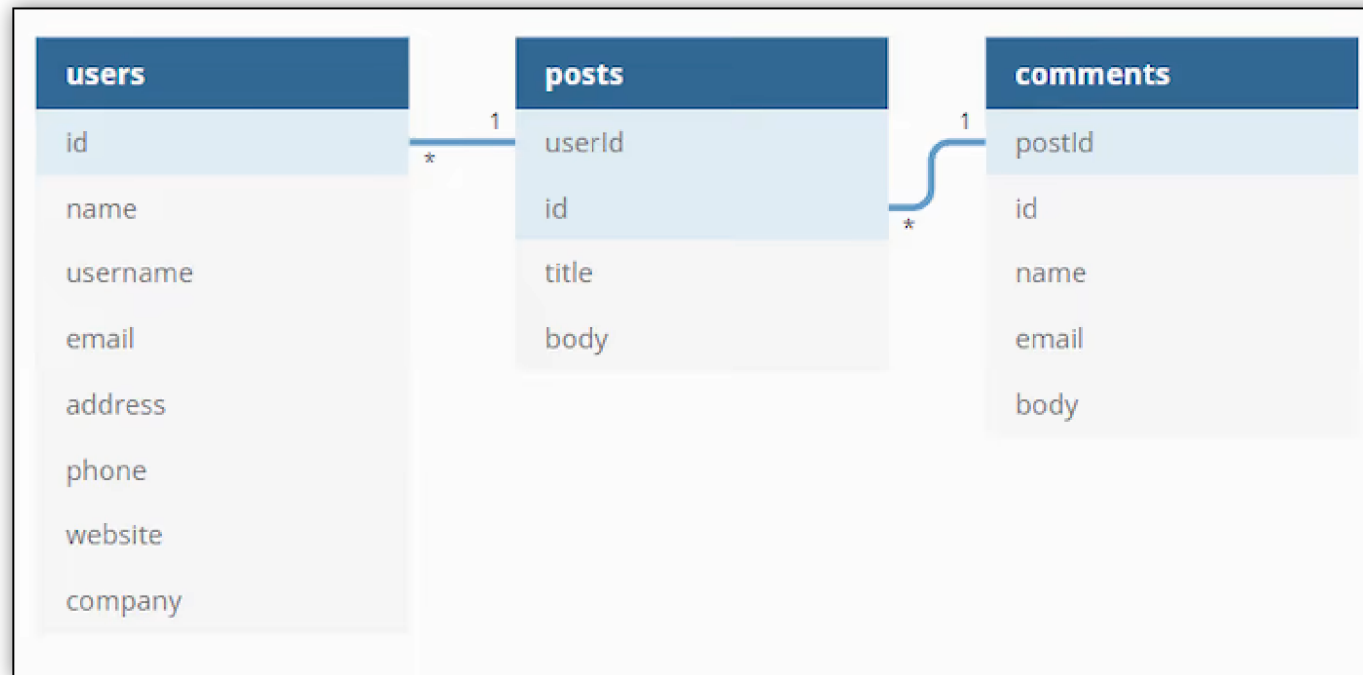 users
id
name
username
email
address
phone
website
company
1
*
posts
userId
id
title
body
1
*
comments
postId
id
name
email
body